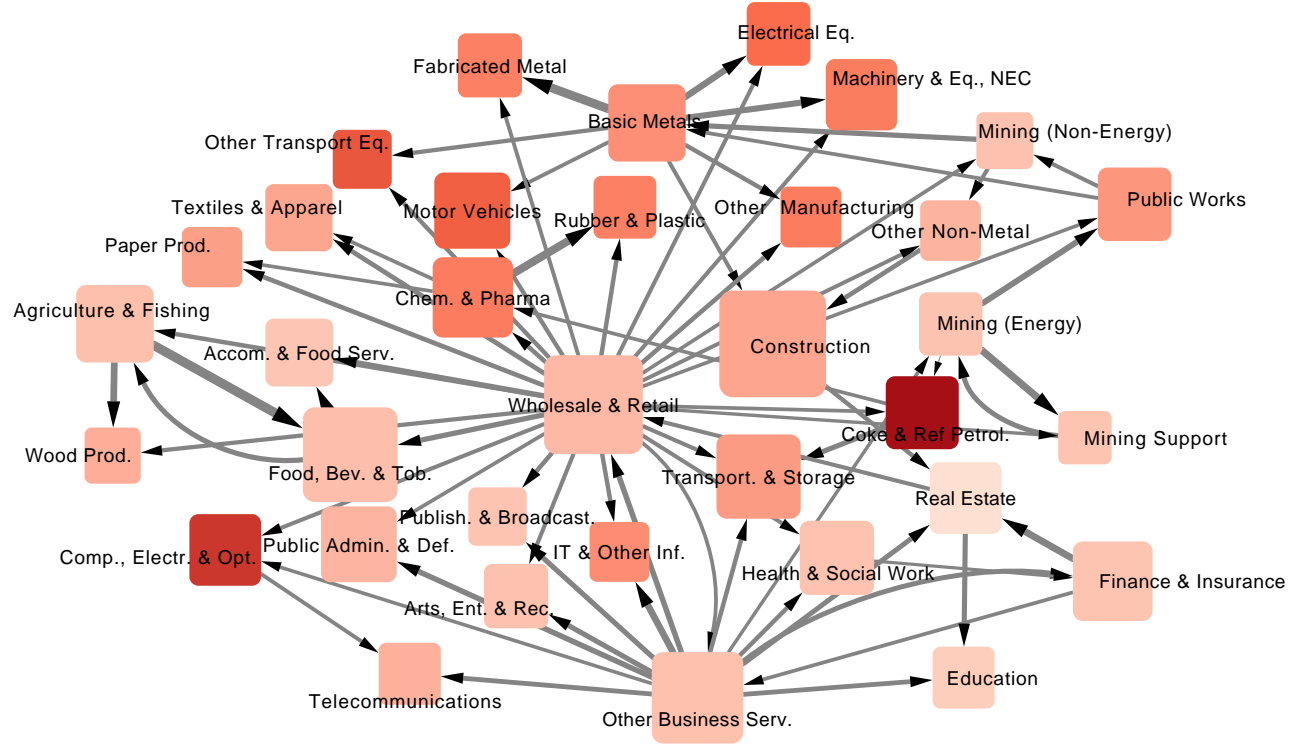 Electrical Eq.
Fabricated Metal
Machinery & Eq., NEC
Basic Metals
Mining (Non-Energy)
Other Transport Eq.
Textiles & Apparel
Motor Vehicles
Rubber & Plastic
Other Manufacturing
Public Works
Other Non-Metal
Paper Prod.
Chem. & Pharma
Agriculture & Fishing
Mining (Energy)
Accom. & Food Serv.
Construction
Wholesale & Retail
Coke & Ref Petrol.
Mining Support
Wood Prod.
Food, Bev. & Tob.
Transport. & Storage
Real Estate
Publish. & Broadcast.
Comp., Electr. & Opt.
Public Admin. & Def.
IT & Other Inf.
Health & Social Work
Finance & Insurance
Arts, Ent. & Rec.
Education
Telecommunications
Other Business Serv.